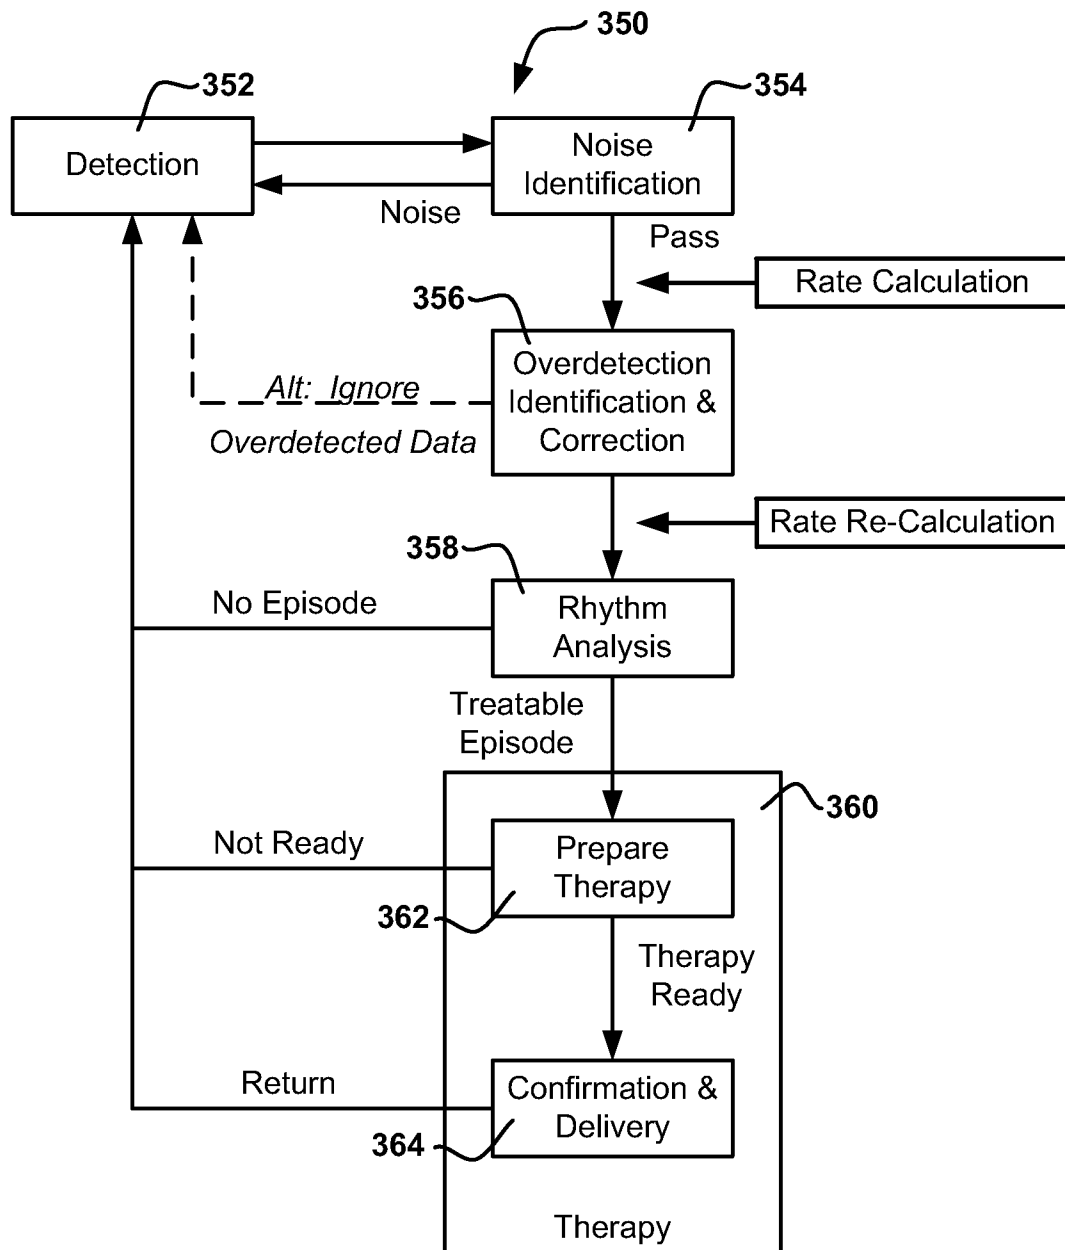 350
352
354
Detection
Noise
Identification
Noise
Pass
Rate Calculation
356
Overdetection
Identification &
Correction
Alt: Ignore
Overdetected Data
Rate Re-Calculation
358
No Episode
Rhythm
Analysis
Treatable
Episode
360
Not Ready
Prepare
Therapy
362
Therapy
Ready
Return
Confirmation &
Delivery
364
Therapy